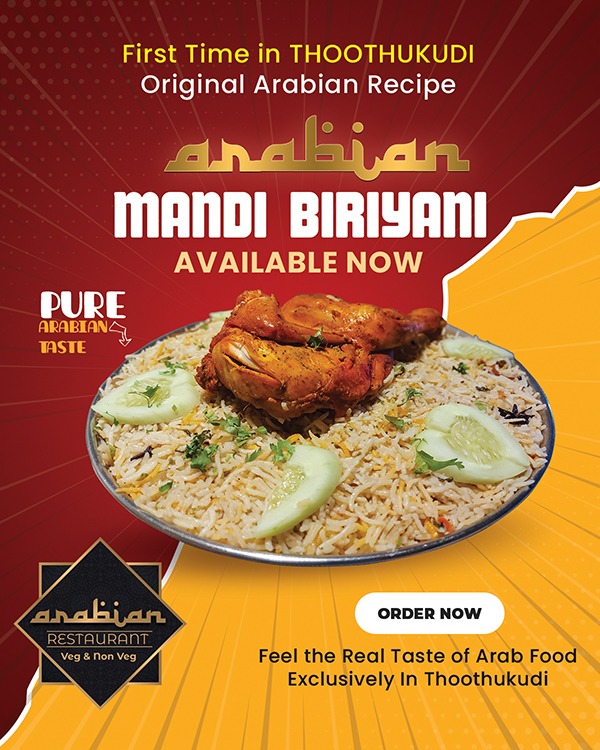 First Time in THOOTHUKUDI
Original Arabian Recipe
arabian
MANDI BIRIYANI
AVAILABLE NOW
PURE
ARABIAN
TASTE
arabian
RESTAURANT
Veg & Non Veg
ORDER NOW
Feel the Real Taste of Arab Food
Exclusively In Thoothukudi